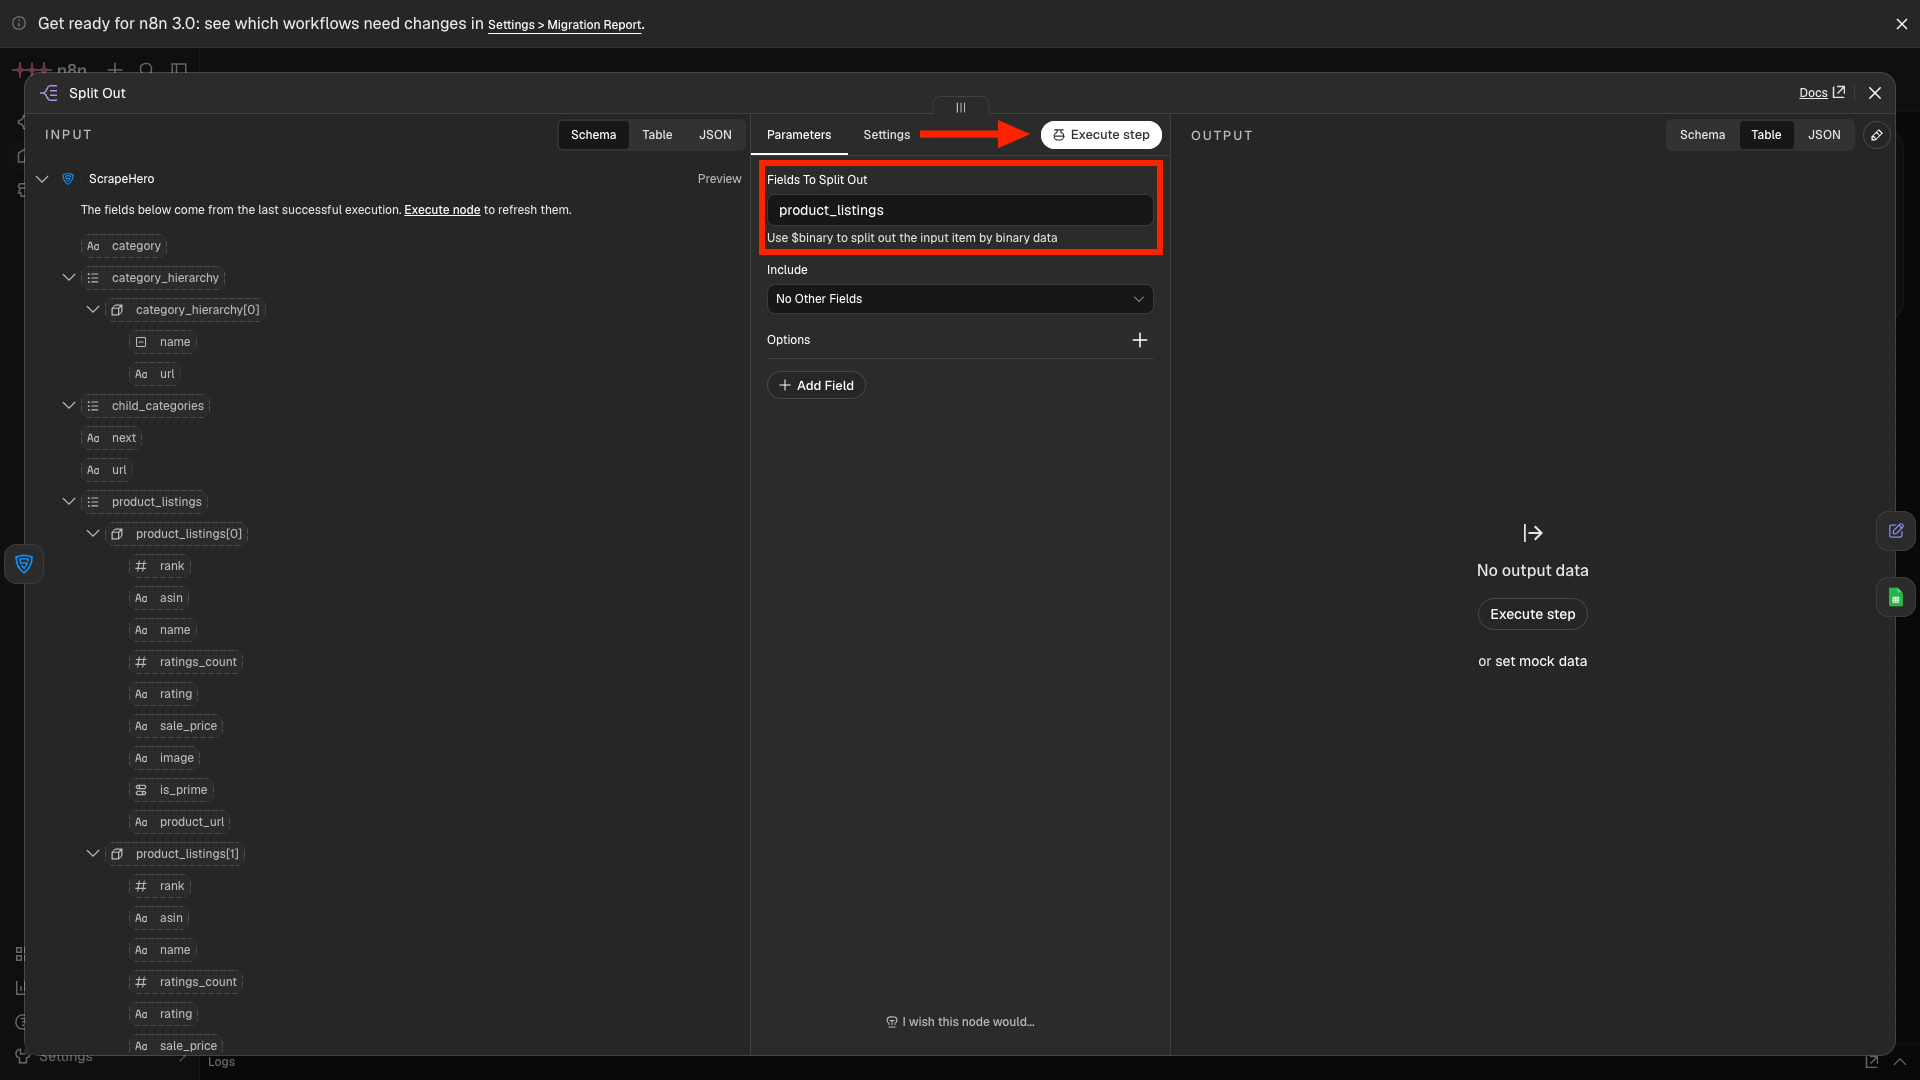 Get ready for n8n 3.0: see which workflows need changes in Settings > Migration Report.
n8n
Split Out
Docs
INPUT
Schema
Table
JSON
Parameters
Settings
Execute step
OUTPUT
Schema
Table
JSON
ScrapeHero
Preview
The fields below come from the last successful execution. Execute node to refresh them.
category
category_hierarchy
category_hierarchy[0]
name
url
child_categories
next
url
product_listings
product_listings[0]
rank
asin
name
ratings_count
rating
sale_price
image
is_prime
product_url
product_listings[1]
rank
asin
name
ratings_count
rating
sale_price
Fields To Split Out
product_listings
Use $binary to split out the input item by binary data
Include
No Other Fields
Options
Add Field
I wish this node would...
No output data
Execute step
or set mock data
Settings
Logs